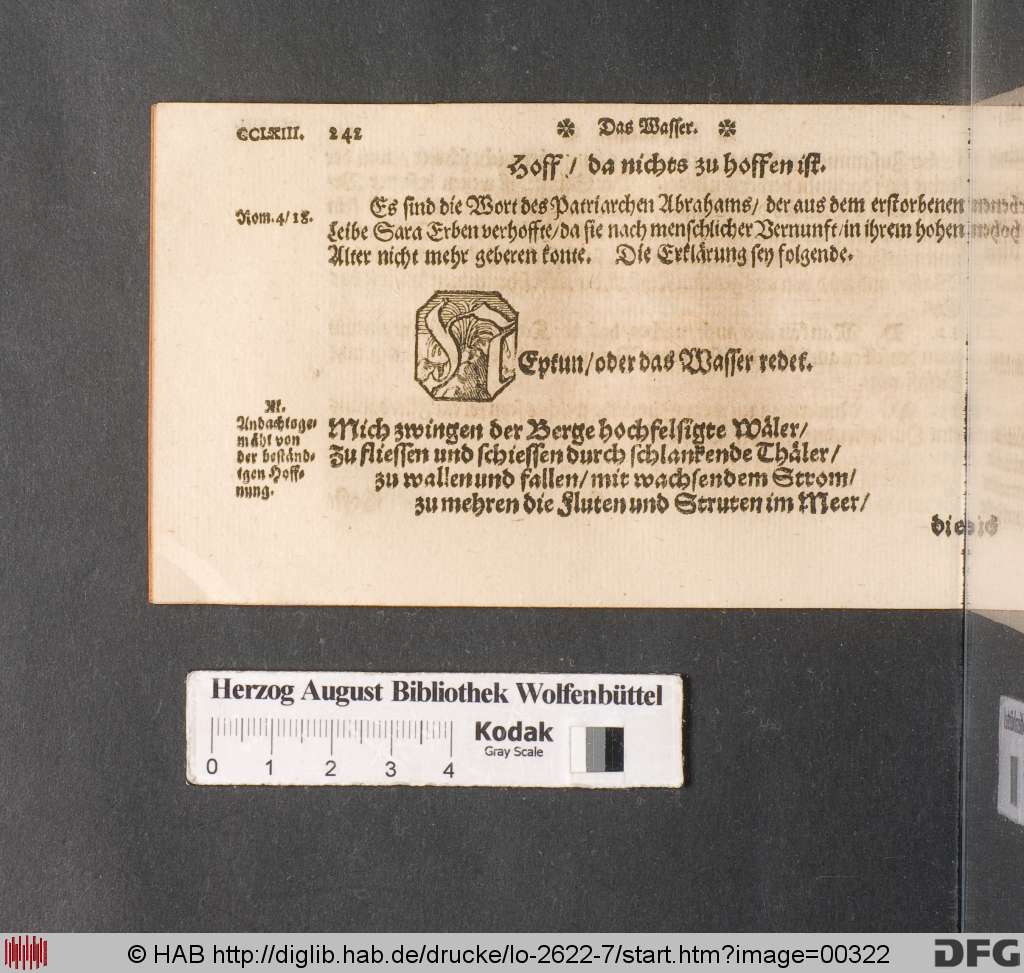 CCLXIII. 242 Das Wasser.
Hoff / da nichts zu hoffen ist.
Rom. 4/18.
Es sind die Wort des Patriarchen Abrahams/ der aus dem erstorbenen
Leibe Sara Erben verhoffte/ da sie nach menschlicher Vernunft/ in ihrem hohen
Alter nicht mehr geberen konte. Die Erklärung sey folgende.
NEptun/ oder das Wasser redet.
Andachtsge-
mähl von
der beständ-
igen Hoff-
nung.
Mich zwingen der Berge hochfelsigte Wäler/
Zu fliessen und schiessen durch schlankende Thäler/
zu wallen und fallen/ mit wachsendem Strom/
zu mehren die Fluten und Struten im Meer/
die
Herzog August Bibliothek Wolfenbüttel
Kodak
Gray Scale
0 1 2 3 4
© HAB http://diglib.hab.de/drucke/lo-2622-7/start.htm?image=00322
DFG